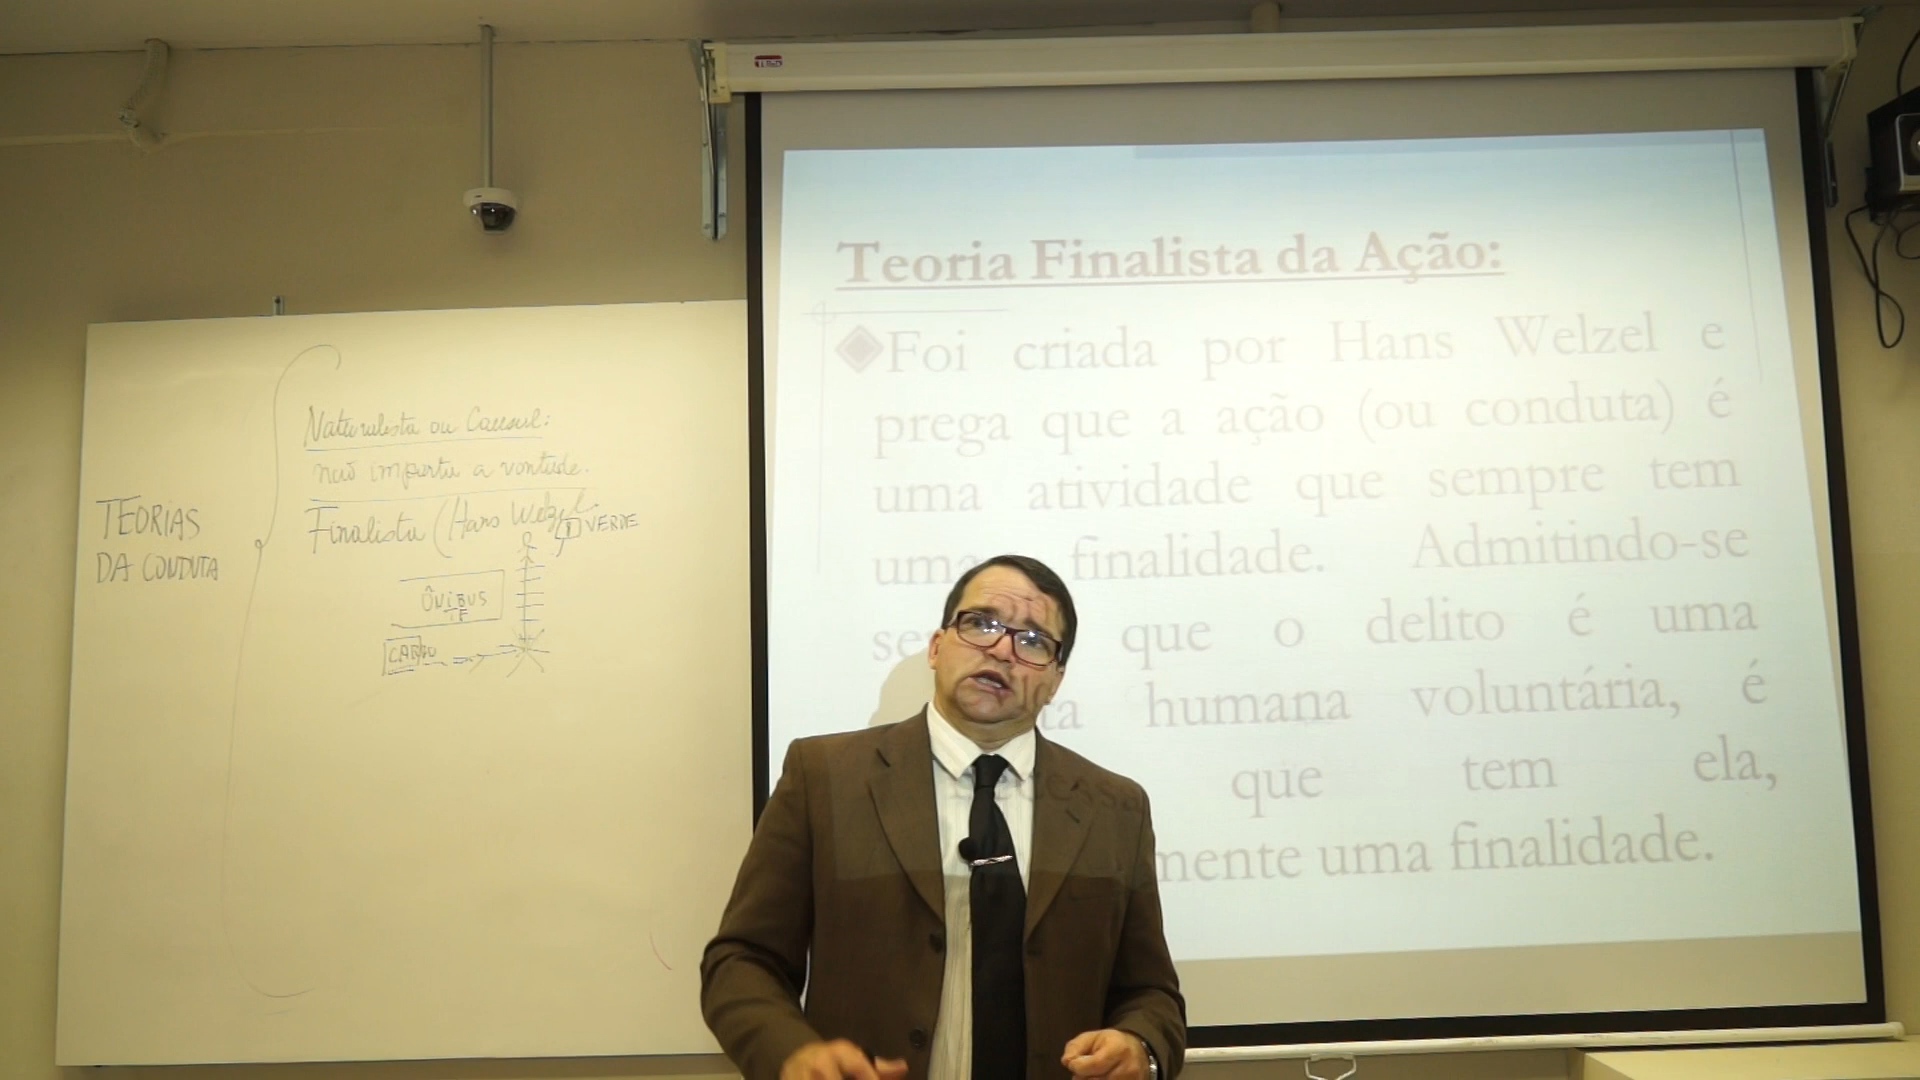 TEORIAS
DA CONDUTA
Naturalista ou Causal:
não importa a vontade.
Finalista (Hans Welzel
VERDE
ÔNIBUS
CARRO
Teoria Finalista da Ação:
Foi criada por Hans Welzel e
prega que a ação (ou conduta) é
uma atividade que sempre tem
uma finalidade. Admitindo-se
que o delito é uma
humana voluntária, é
que tem ela,
mente uma finalidade.